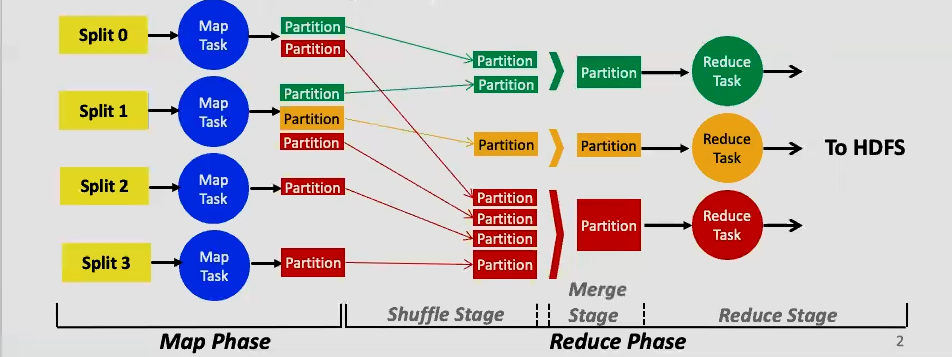 Split 0
Map
Task
Partition
Partition
Split 1
Map
Task
Partition
Partition
Partition
Split 2
Map
Task
Partition
Split 3
Map
Task
Partition
Partition
Partition
Partition
Partition
Partition
Partition
Partition
Partition
Partition
Partition
Reduce
Task
Reduce
Task
Reduce
Task
To HDFS
Shuffle Stage
Merge
Stage
Reduce Stage
Map Phase
Reduce Phase
2